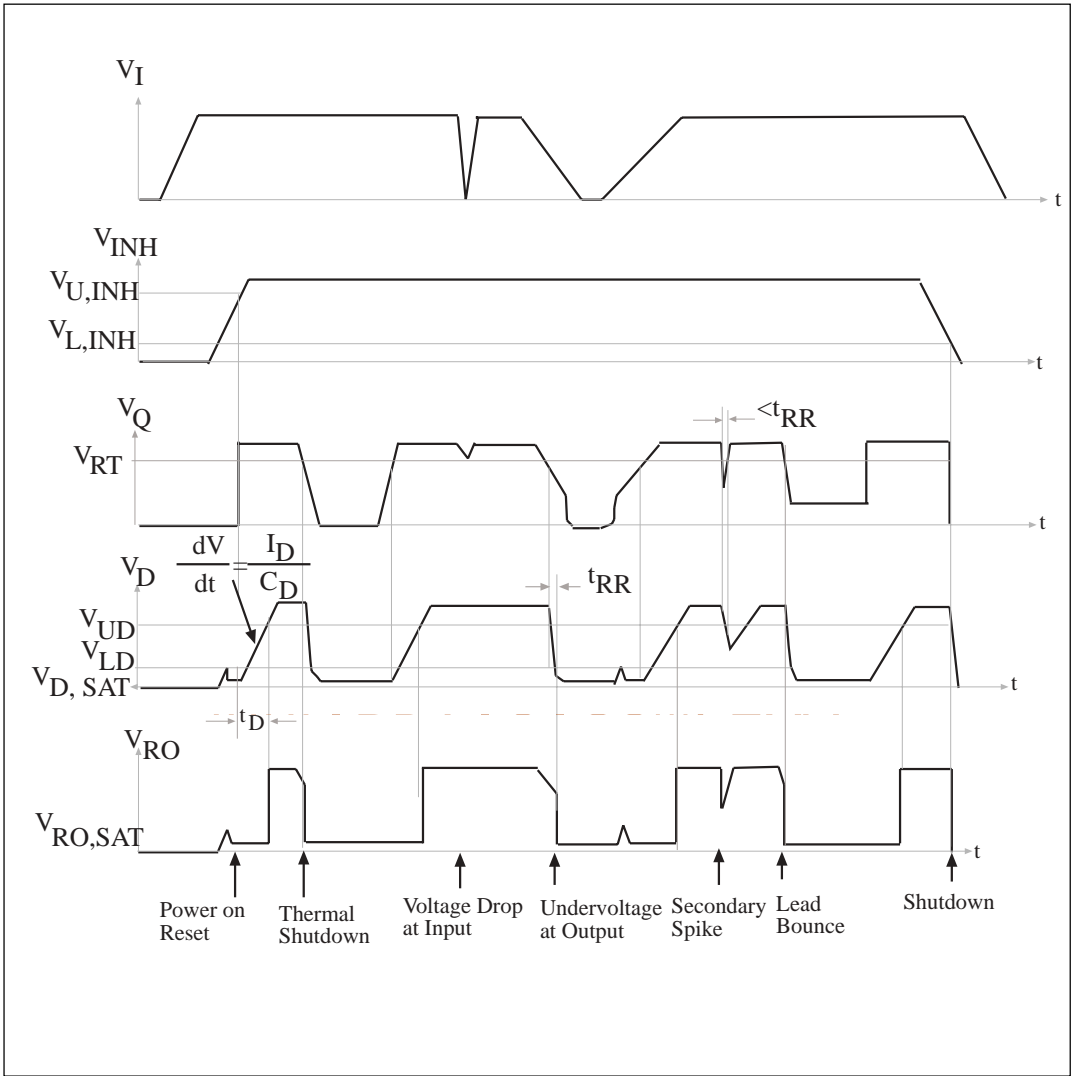 V_I
t
V_INH
V_U,INH
V_L,INH
t
V_Q
<t_RR
V_RT
t
dV/dt = I_D/C_D
V_D
t_RR
V_UD
V_LD
V_D, SAT
t
t_D
V_RO
V_RO,SAT
t
Power on
Reset
Thermal
Shutdown
Voltage Drop
at Input
Undervoltage
at Output
Secondary
Spike
Lead
Bounce
Shutdown